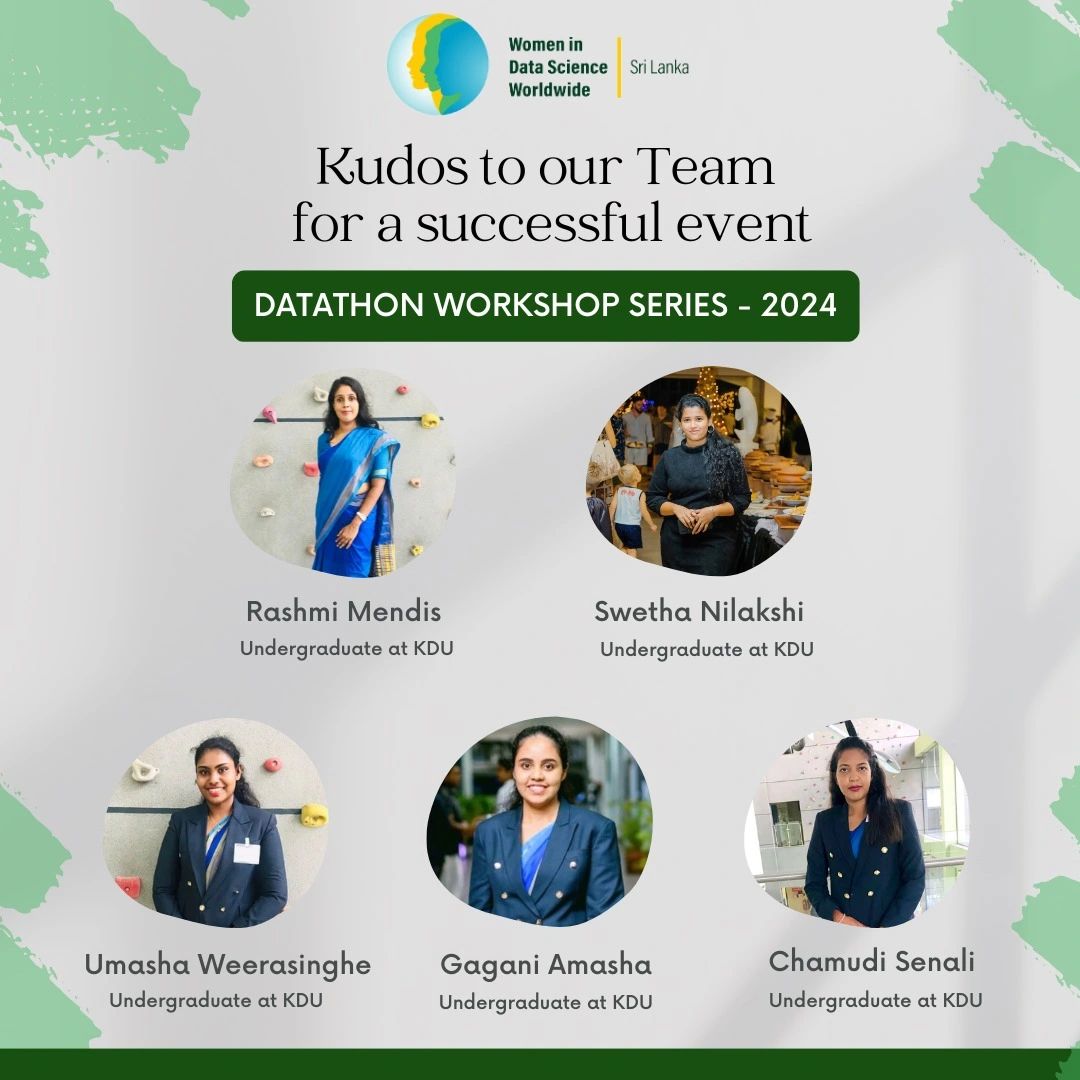 Women in
Data Science
Worldwide
Sri Lanka
Kudos to our Team
for a successful event
DATATHON WORKSHOP SERIES - 2024
Rashmi Mendis
Undergraduate at KDU
Swetha Nilakshi
Undergraduate at KDU
Umasha Weerasinghe
Undergraduate at KDU
Gagani Amasha
Undergraduate at KDU
Chamudi Senali
Undergraduate at KDU